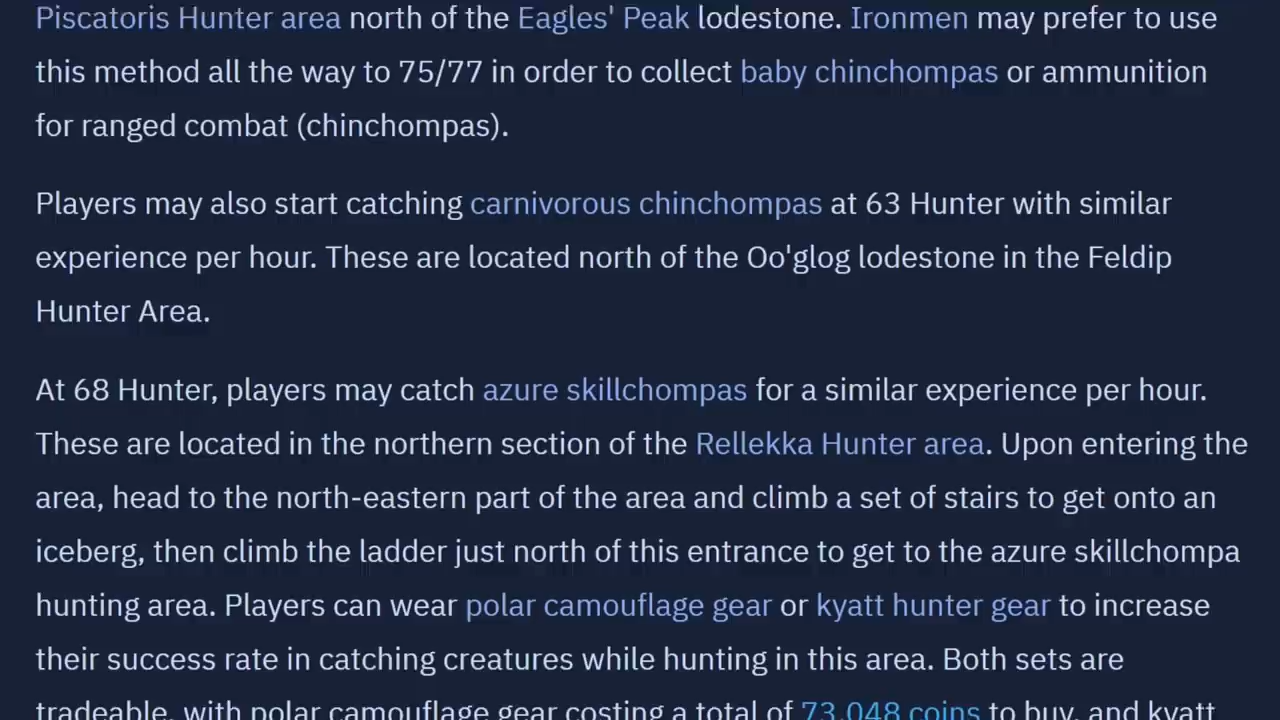 Piscatoris Hunter area north of the Eagles' Peak lodestone. Ironmen may prefer to use
this method all the way to 75/77 in order to collect baby chinchompas or ammunition
for ranged combat (chinchompas).
Players may also start catching carnivorous chinchompas at 63 Hunter with similar
experience per hour. These are located north of the Oo'glog lodestone in the Feldip
Hunter Area.
At 68 Hunter, players may catch azure skillchompas for a similar experience per hour.
These are located in the northern section of the Rellekka Hunter area. Upon entering the
area, head to the north-eastern part of the area and climb a set of stairs to get onto an
iceberg, then climb the ladder just north of this entrance to get to the azure skillchompa
hunting area. Players can wear polar camouflage gear or kyatt hunter gear to increase
their success rate in catching creatures while hunting in this area. Both sets are
tradeable, with polar camouflage gear costing a total of 73,048 coins to buy, and kyatt